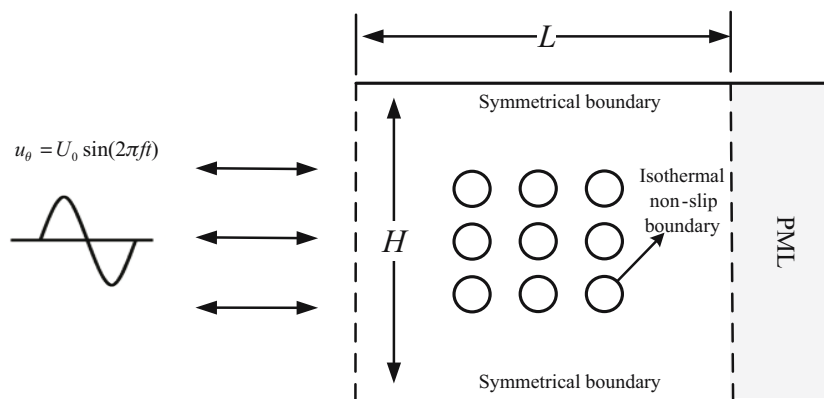 L
Symmetrical boundary
u_θ = U_0 sin(2πft)
Isothermal
non-slip
boundary
H
PML
Symmetrical boundary